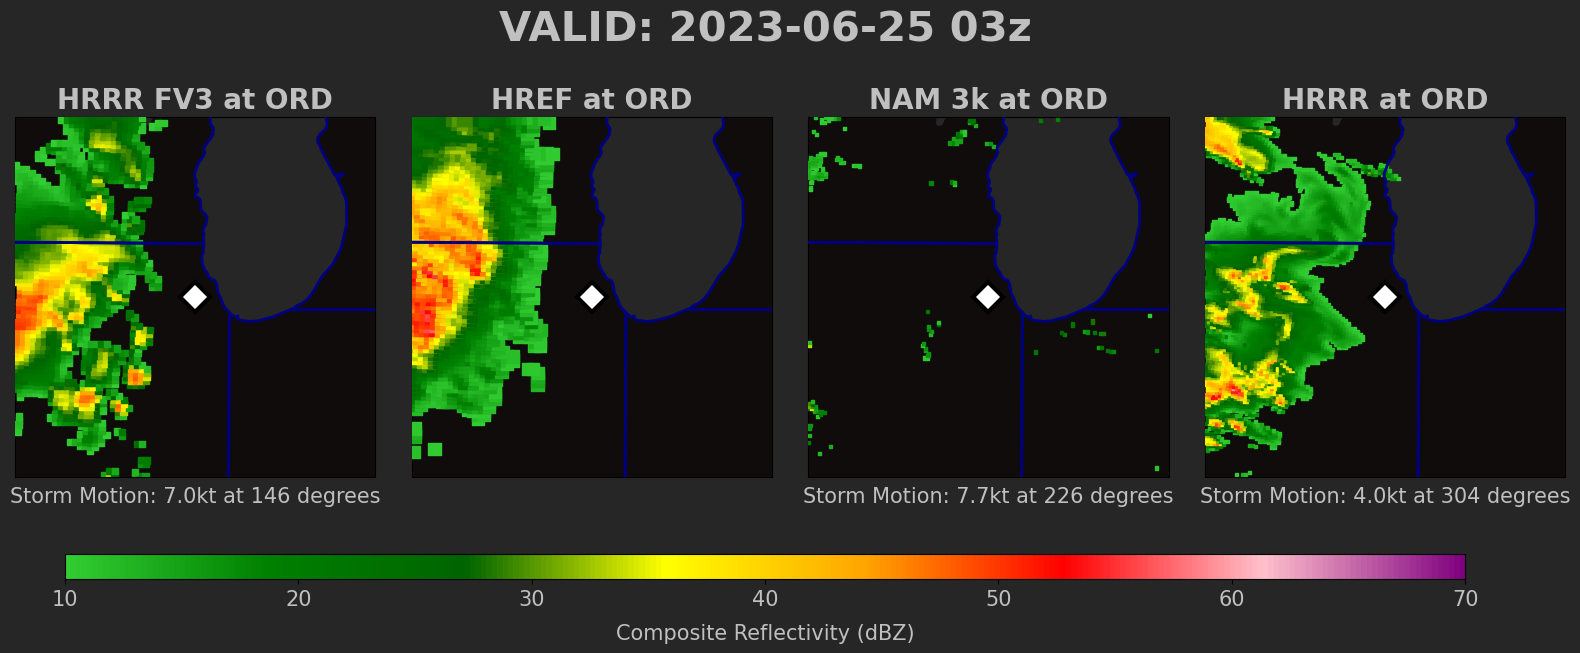 VALID: 2023-06-25 03z
HRRR FV3 at ORD
HREF at ORD
NAM 3k at ORD
HRRR at ORD
Storm Motion: 7.0kt at 146 degrees
Storm Motion: 7.7kt at 226 degrees
Storm Motion: 4.0kt at 304 degrees
10 20 30 40 50 60 70
Composite Reflectivity (dBZ)